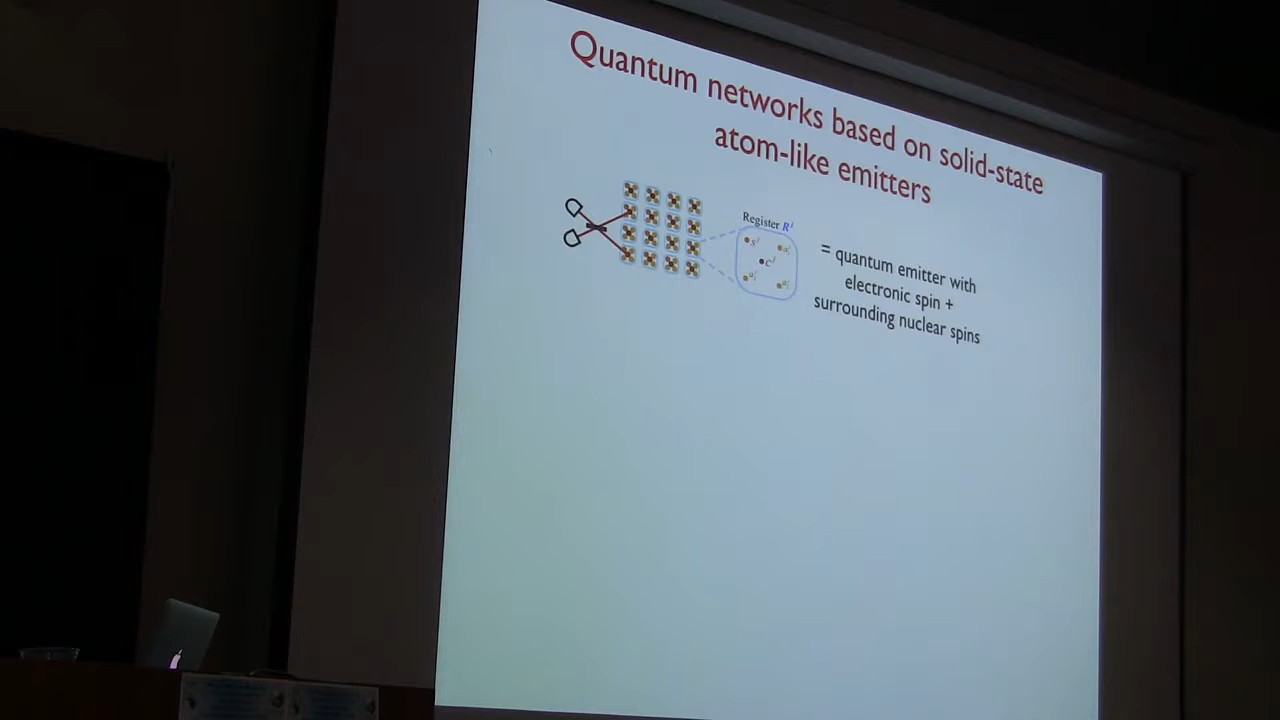 Quantum networks based on solid-state
atom-like emitters
Register R
= quantum emitter with
electronic spin +
surrounding nuclear spins